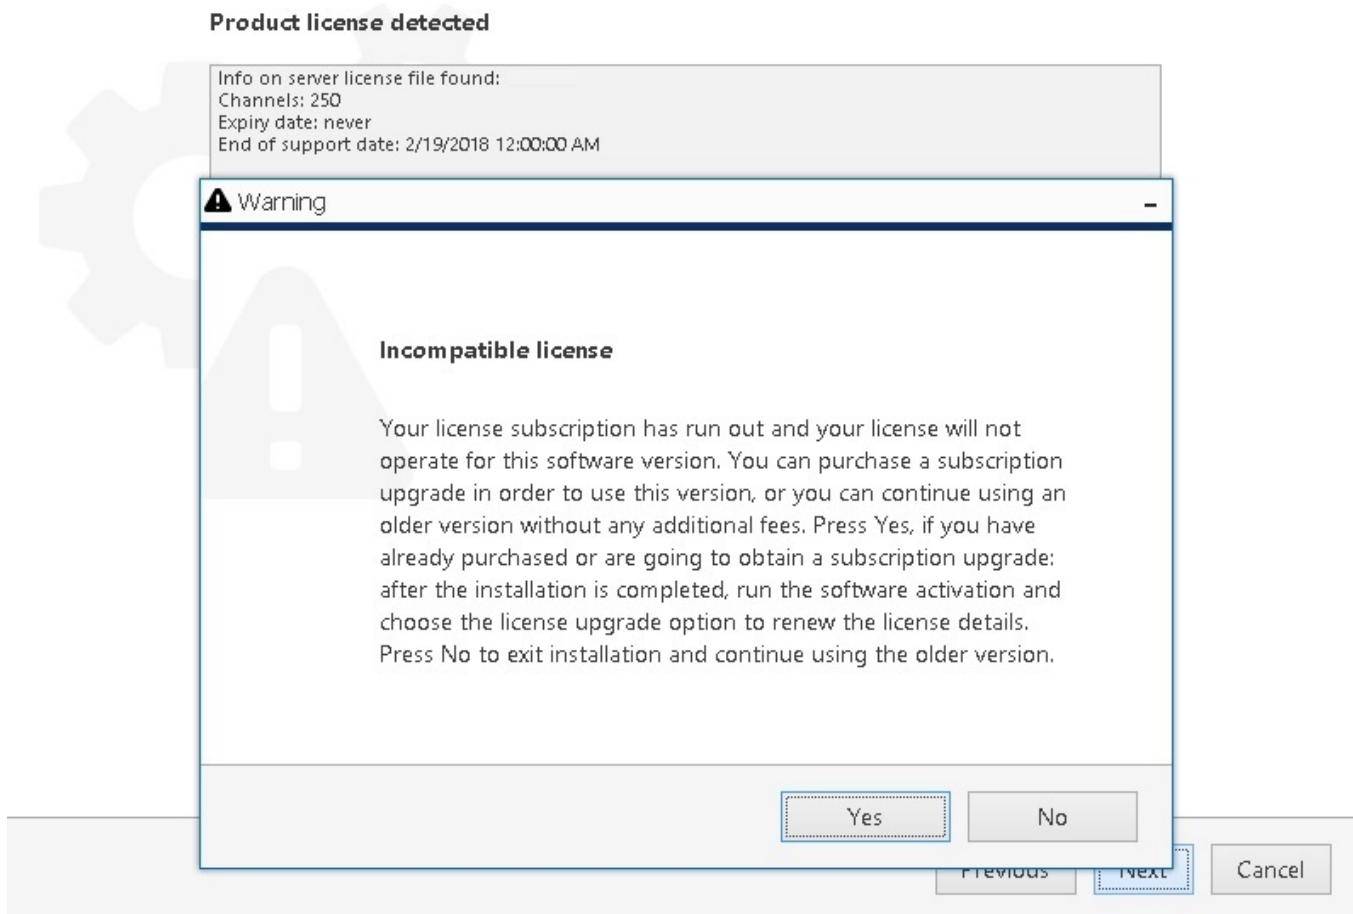 Product license detected
Info on server license file found:
Channels: 250
Expiry date: never
End of support date: 2/19/2018 12:00:00 AM
Warning
Incompatible license
Your license subscription has run out and your license will not
operate for this software version. You can purchase a subscription
upgrade in order to use this version, or you can continue using an
older version without any additional fees. Press Yes, if you have
already purchased or are going to obtain a subscription upgrade:
after the installation is completed, run the software activation and
choose the license upgrade option to renew the license details.
Press No to exit installation and continue using the older version.
Yes No
Previous Next Cancel